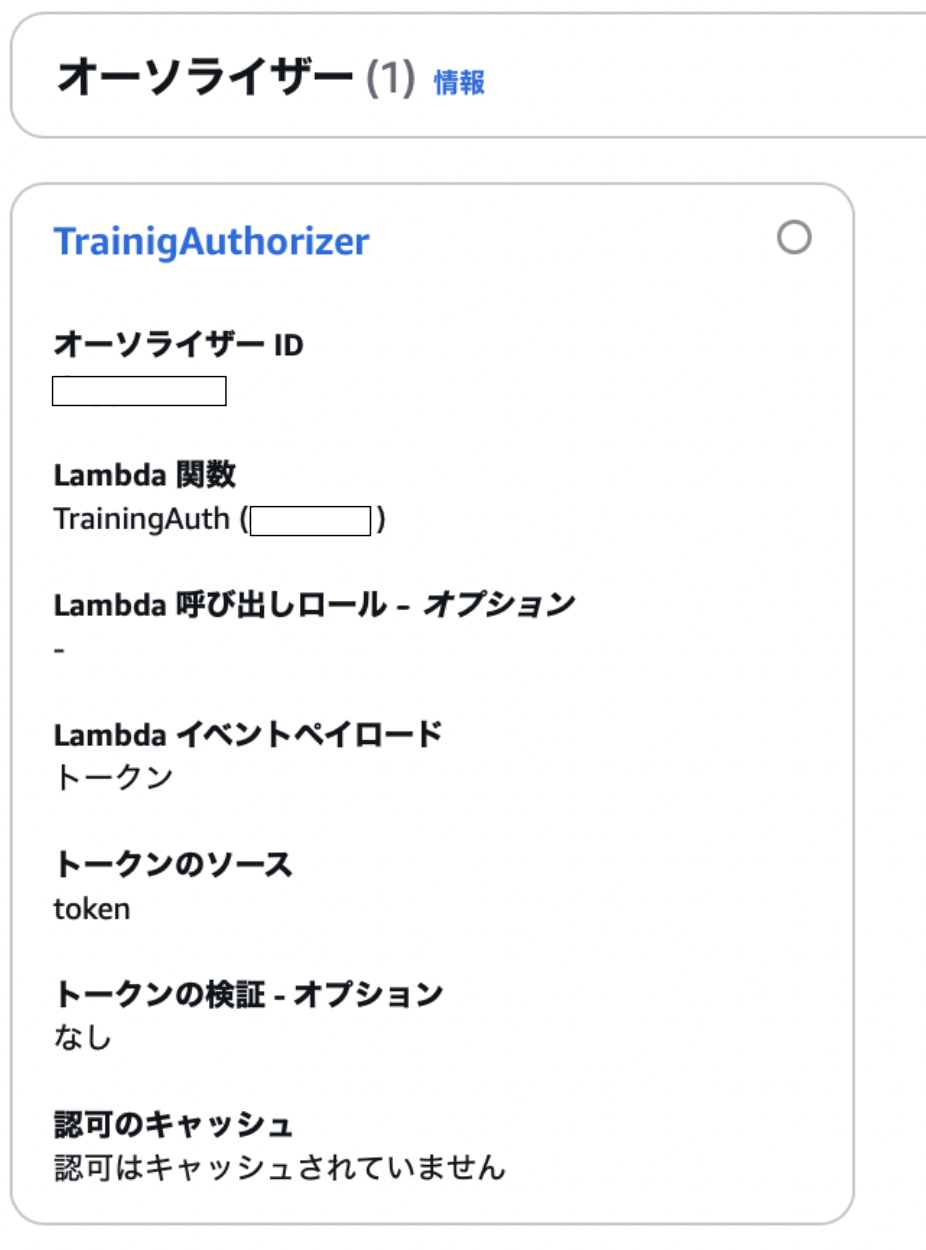 オーソライザー (1) 情報
TrainigAuthorizer
オーソライザー ID
Lambda 関数
TrainingAuth ( )
Lambda 呼び出しロール - オプション
-
Lambda イベントペイロード
トークン
トークンのソース
token
トークンの検証 - オプション
なし
認可のキャッシュ
認可はキャッシュされていません